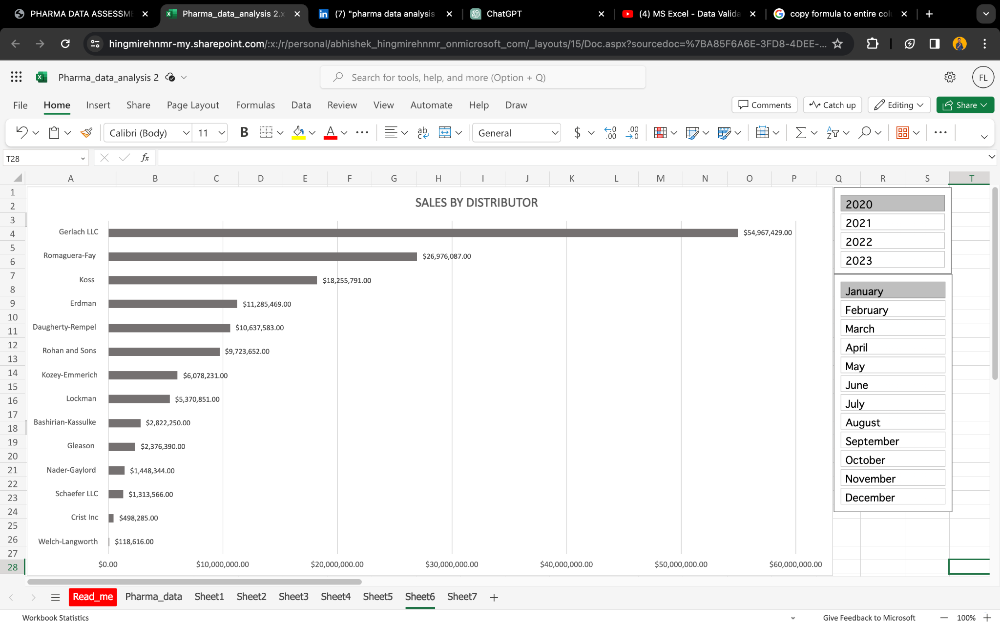 PHARMA DATA ASSESSM
Pharma_data_analysis 2.x
(7) "pharma data analysis
ChatGPT
(4) MS Excel - Data Valida
copy formula to entire col
hingmirehnmr-my.sharepoint.com/:x:/r/personal/abhishek_hingmirehnmr_onmicrosoft_com/_layouts/15/Doc.aspx?sourcedoc=%7BA85F6A6E-3FD8-4DEE-...
Pharma_data_analysis 2
Search for tools, help, and more (Option + Q)
FL
File Home Insert Share Page Layout Formulas Data Review View Automate Help Draw
Comments Catch up Editing Share
Calibri (Body) 11 B A ab c General $ ←0 .00 .00 →0 Σ A Z
T28 fx
A B C D E F G H I J K L M N O P Q R S T
1
2
3
4
5
6
7
8
9
10
11
12
13
14
15
16
17
18
19
20
21
22
23
24
25
26
27
28
SALES BY DISTRIBUTOR
Gerlach LLC $54,967,429.00
Romaguera-Fay $26,976,087.00
Koss $18,255,791.00
Erdman $11,285,469.00
Daugherty-Rempel $10,637,583.00
Rohan and Sons $9,723,652.00
Kozey-Emmerich $6,078,231.00
Lockman $5,370,851.00
Bashirian-Kassulke $2,822,250.00
Gleason $2,376,390.00
Nader-Gaylord $1,448,344.00
Schaefer LLC $1,313,566.00
Crist Inc $498,285.00
Welch-Langworth $118,616.00
$0.00 $10,000,000.00 $20,000,000.00 $30,000,000.00 $40,000,000.00 $50,000,000.00 $60,000,000.00
2020
2021
2022
2023
January
February
March
April
May
June
July
August
September
October
November
December
Read_me Pharma_data Sheet1 Sheet2 Sheet3 Sheet4 Sheet5 Sheet6 Sheet7
Workbook Statistics Give Feedback to Microsoft 100%